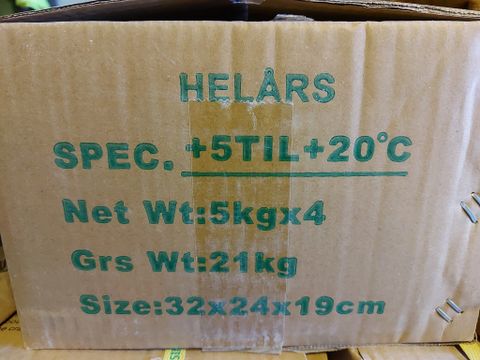 HELÅRS
SPEC. +5TIL+20°C
Net Wt:5kgx4
Grs Wt:21kg
Size:32x24x19cm